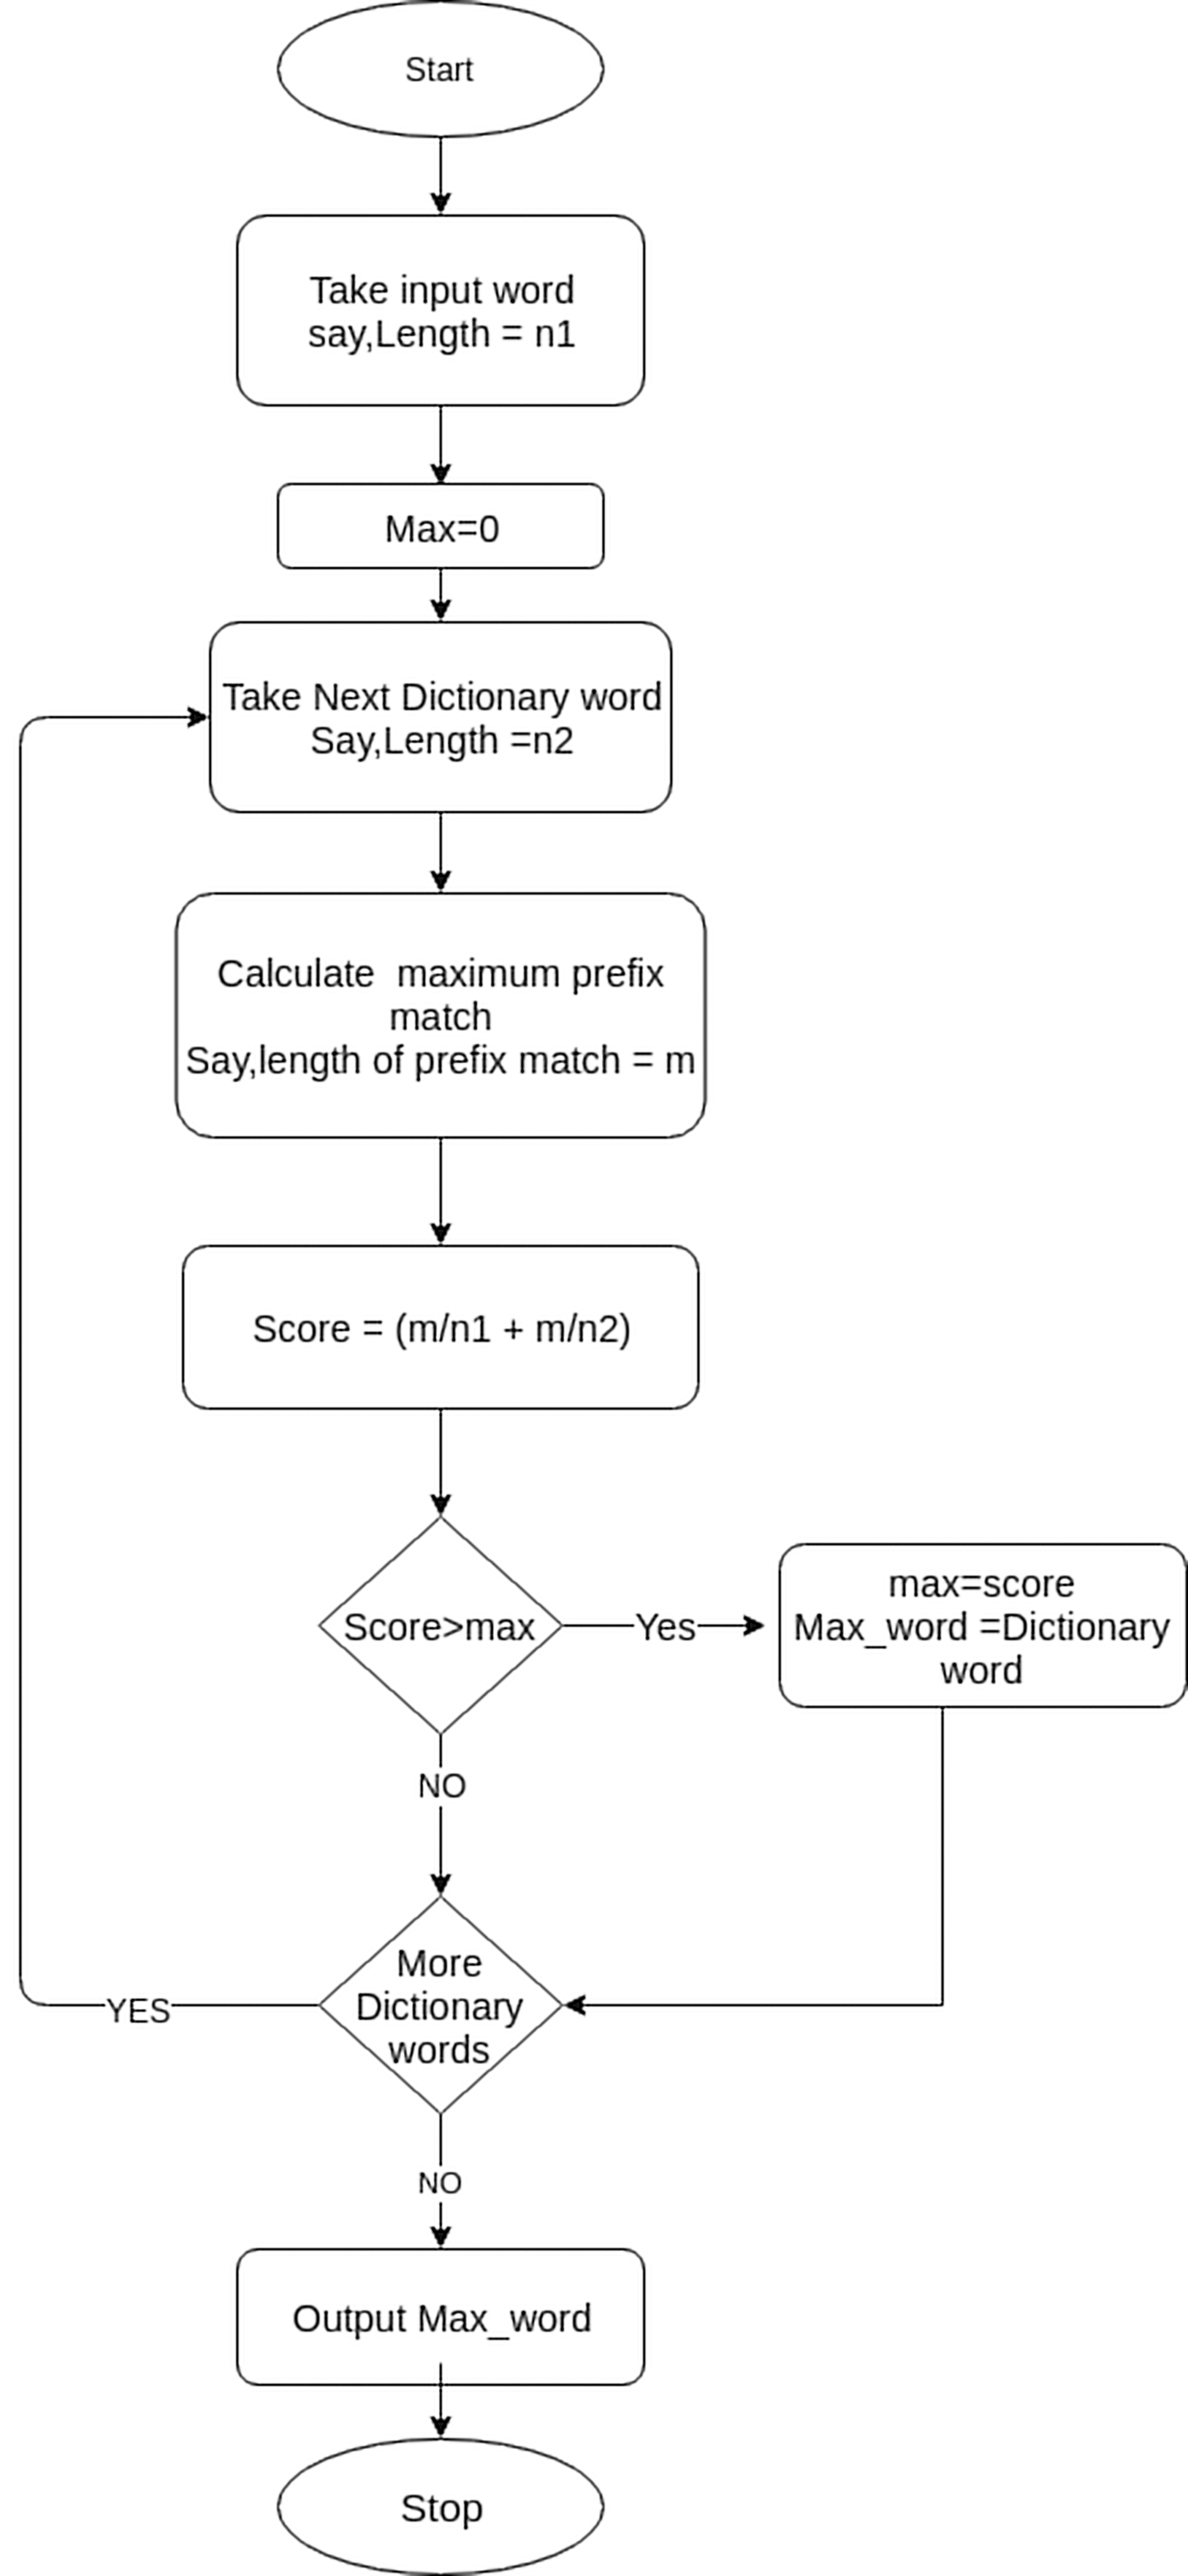 Start
Take input word
say,Length = n1
Max=0
Take Next Dictionary word
Say,Length =n2
Calculate  maximum prefix
match
Say,length of prefix match = m
Score = (m/n1 + m/n2)
Score>max
Yes
max=score
Max_word =Dictionary
word
NO
More
Dictionary
words
YES
NO
Output Max_word
Stop